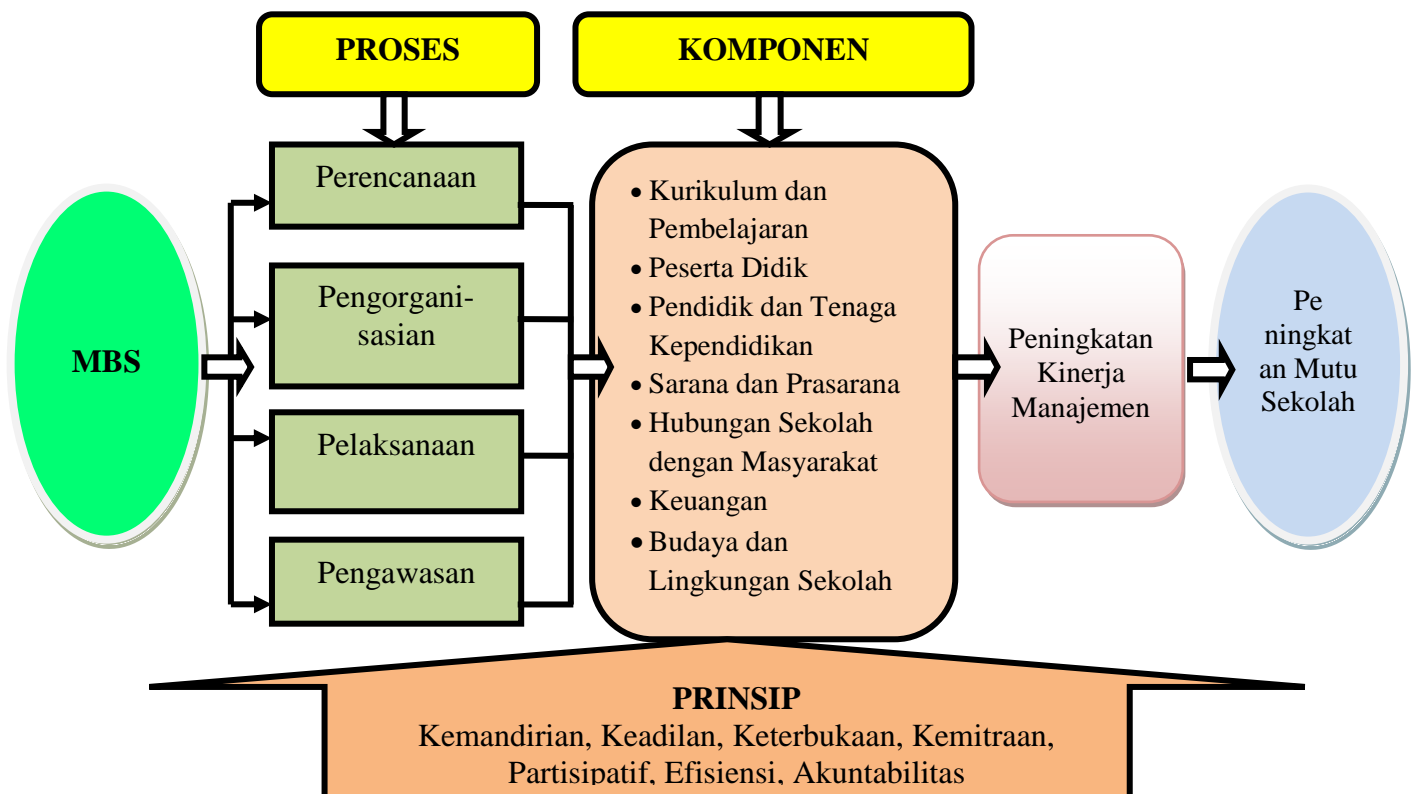 PROSES
KOMPONEN
MBS
Perencanaan
Pengorgani-
sasian
Pelaksanaan
Pengawasan
• Kurikulum dan
Pembelajaran
• Peserta Didik
• Pendidik dan Tenaga
Kependidikan
• Sarana dan Prasarana
• Hubungan Sekolah
dengan Masyarakat
• Keuangan
• Budaya dan
Lingkungan Sekolah
Peningkatan
Kinerja
Manajemen
Pe
ningkat
an Mutu
Sekolah
PRINSIP
Kemandirian, Keadilan, Keterbukaan, Kemitraan,
Partisipatif, Efisiensi, Akuntabilitas